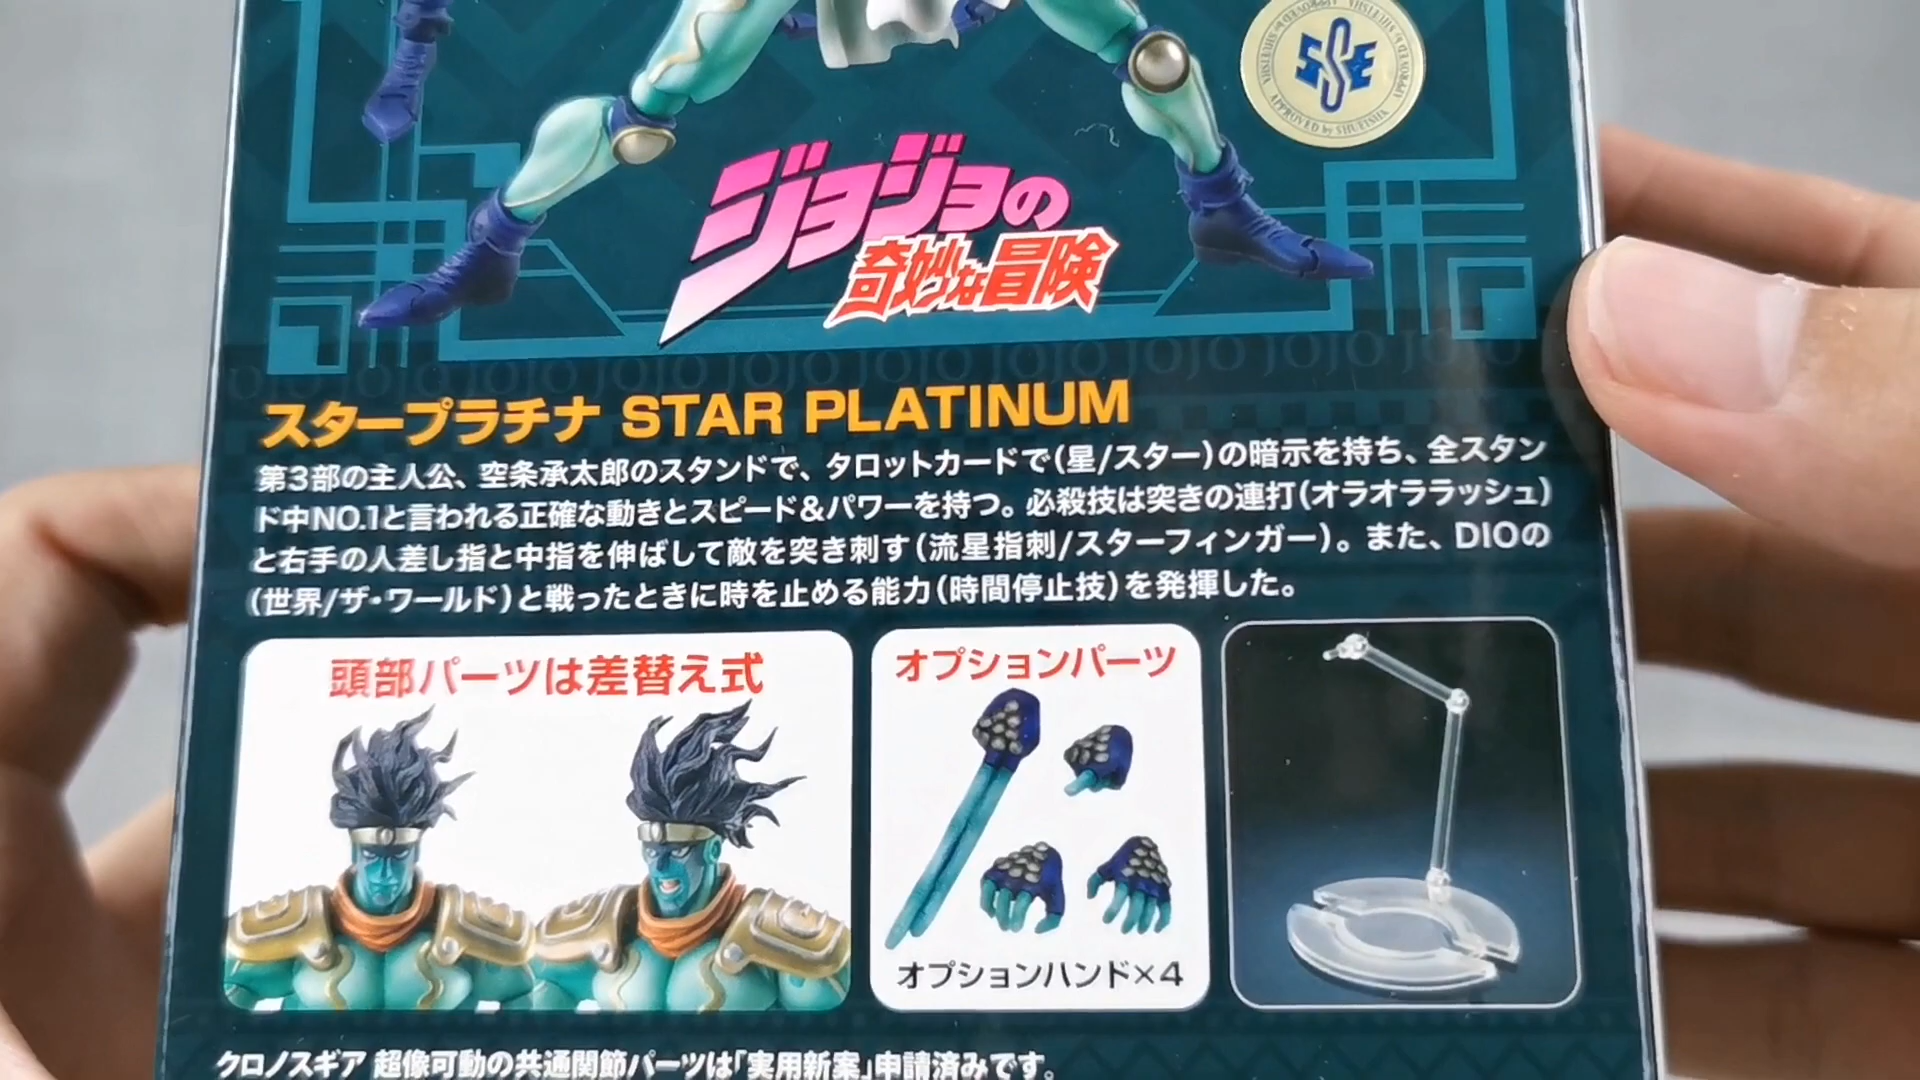 APPROVED by SHUEISHA
ジョジョの
奇妙な冒険
スタープラチナ STAR PLATINUM
第3部の主人公、空条承太郎のスタンドで、タロットカードで(星/スター)の暗示を持ち、全スタン
ド中NO.1と言われる正確な動きとスピード&パワーを持つ。必殺技は突きの連打(オラオララッシュ)
と右手の人差し指と中指を伸ばして敵を突き刺す(流星指刺/スターフィンガー)。また、DIOの
(世界/ザ・ワールド)と戦ったときに時を止める能力(時間停止技)を発揮した。
頭部パーツは差替え式
オプションパーツ
オプションハンド×4
クロノスギア 超像可動の共通関節パーツは「実用新案」申請済みです。